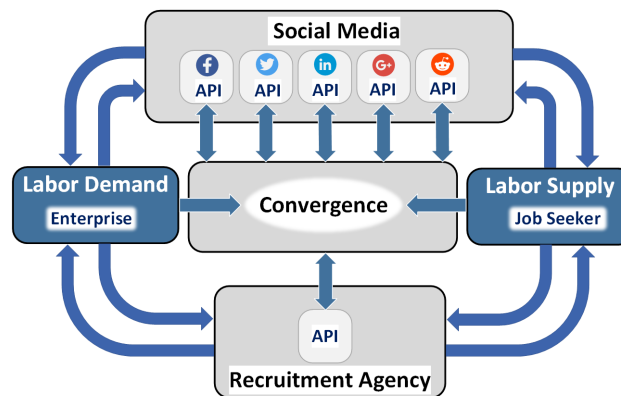 Social Media
API API API API API
Labor Demand
Enterprise
Convergence
Labor Supply
Job Seeker
API
Recruitment Agency